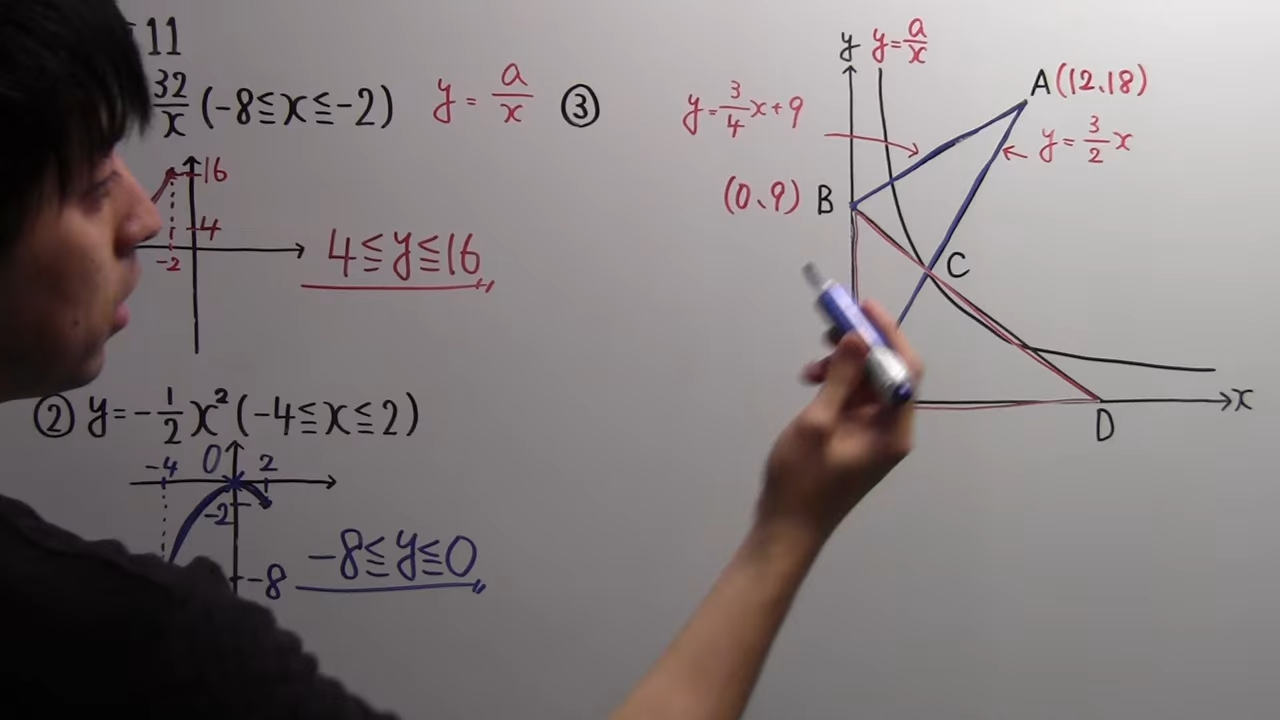 11
32/x (-8≦x≦-2)
y=a/x
③
16
4
-2
4≦y≦16
② y=-1/2x²(-4≦x≦2)
-4
0
2
-2
-8
-8≦y≦0
y
y=a/x
A(12,18)
y=3/4x+9
y=3/2x
(0,9) B
C
x
D